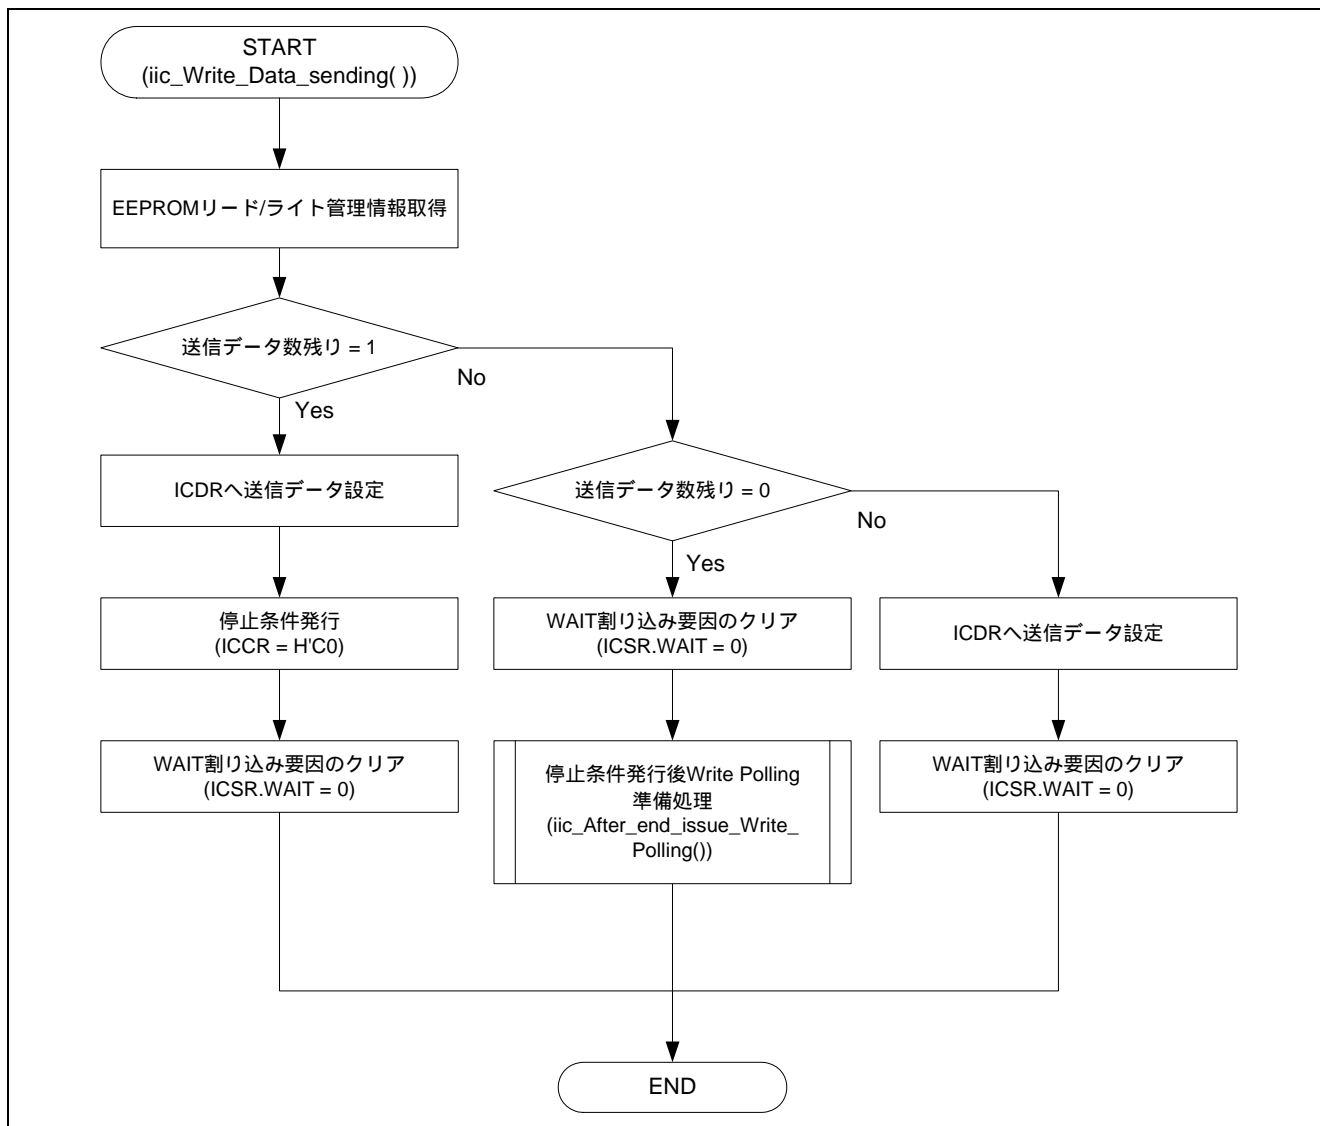 START
(iic_Write_Data_sending( ))
EEPROMリード/ライト管理情報取得
送信データ数残り = 1
No
Yes
ICDRへ送信データ設定
送信データ数残り = 0
No
Yes
停止条件発行
(ICCR = H'C0)
WAIT割り込み要因のクリア
(ICSR.WAIT = 0)
ICDRへ送信データ設定
WAIT割り込み要因のクリア
(ICSR.WAIT = 0)
停止条件発行後Write Polling
準備処理
(iic_After_end_issue_Write_
Polling())
WAIT割り込み要因のクリア
(ICSR.WAIT = 0)
END